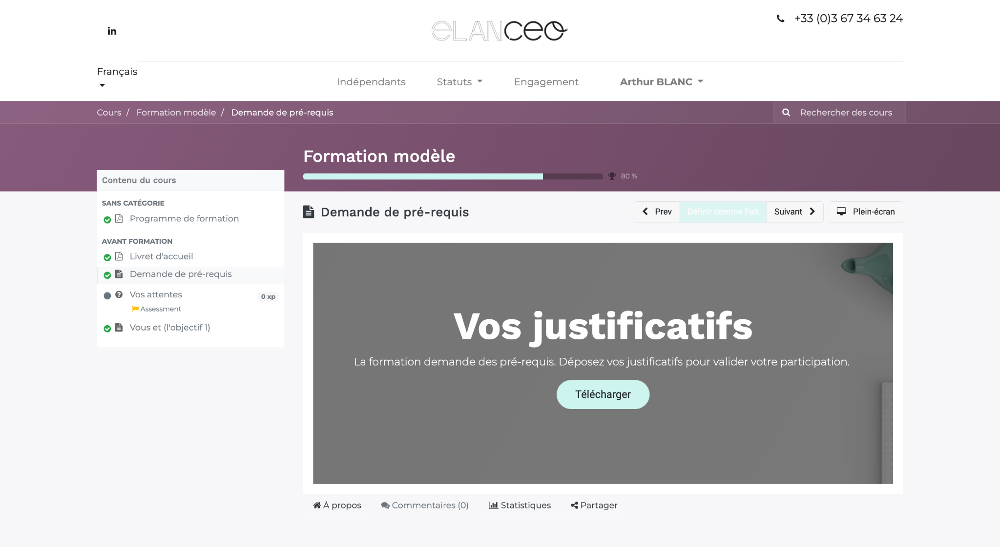 +33 (0)3 67 34 63 24
in
eLANCEO
Français
Indépendants
Statuts
Engagement
Arthur BLANC
Cours / Formation modèle / Demande de pré-requis
Rechercher des cours
Formation modèle
80 %
Contenu du cours
SANS CATÉGORIE
Programme de formation
AVANT FORMATION
Livret d'accueil
Demande de pré-requis
Vos attentes
0 xp
Assessment
Vous et (l'objectif 1)
Demande de pré-requis
Prev
Définir comme Fait
Suivant
Plein-écran
Vos justificatifs
La formation demande des pré-requis. Déposez vos justificatifs pour valider votre participation.
Télécharger
À propos
Commentaires (0)
Statistiques
Partager